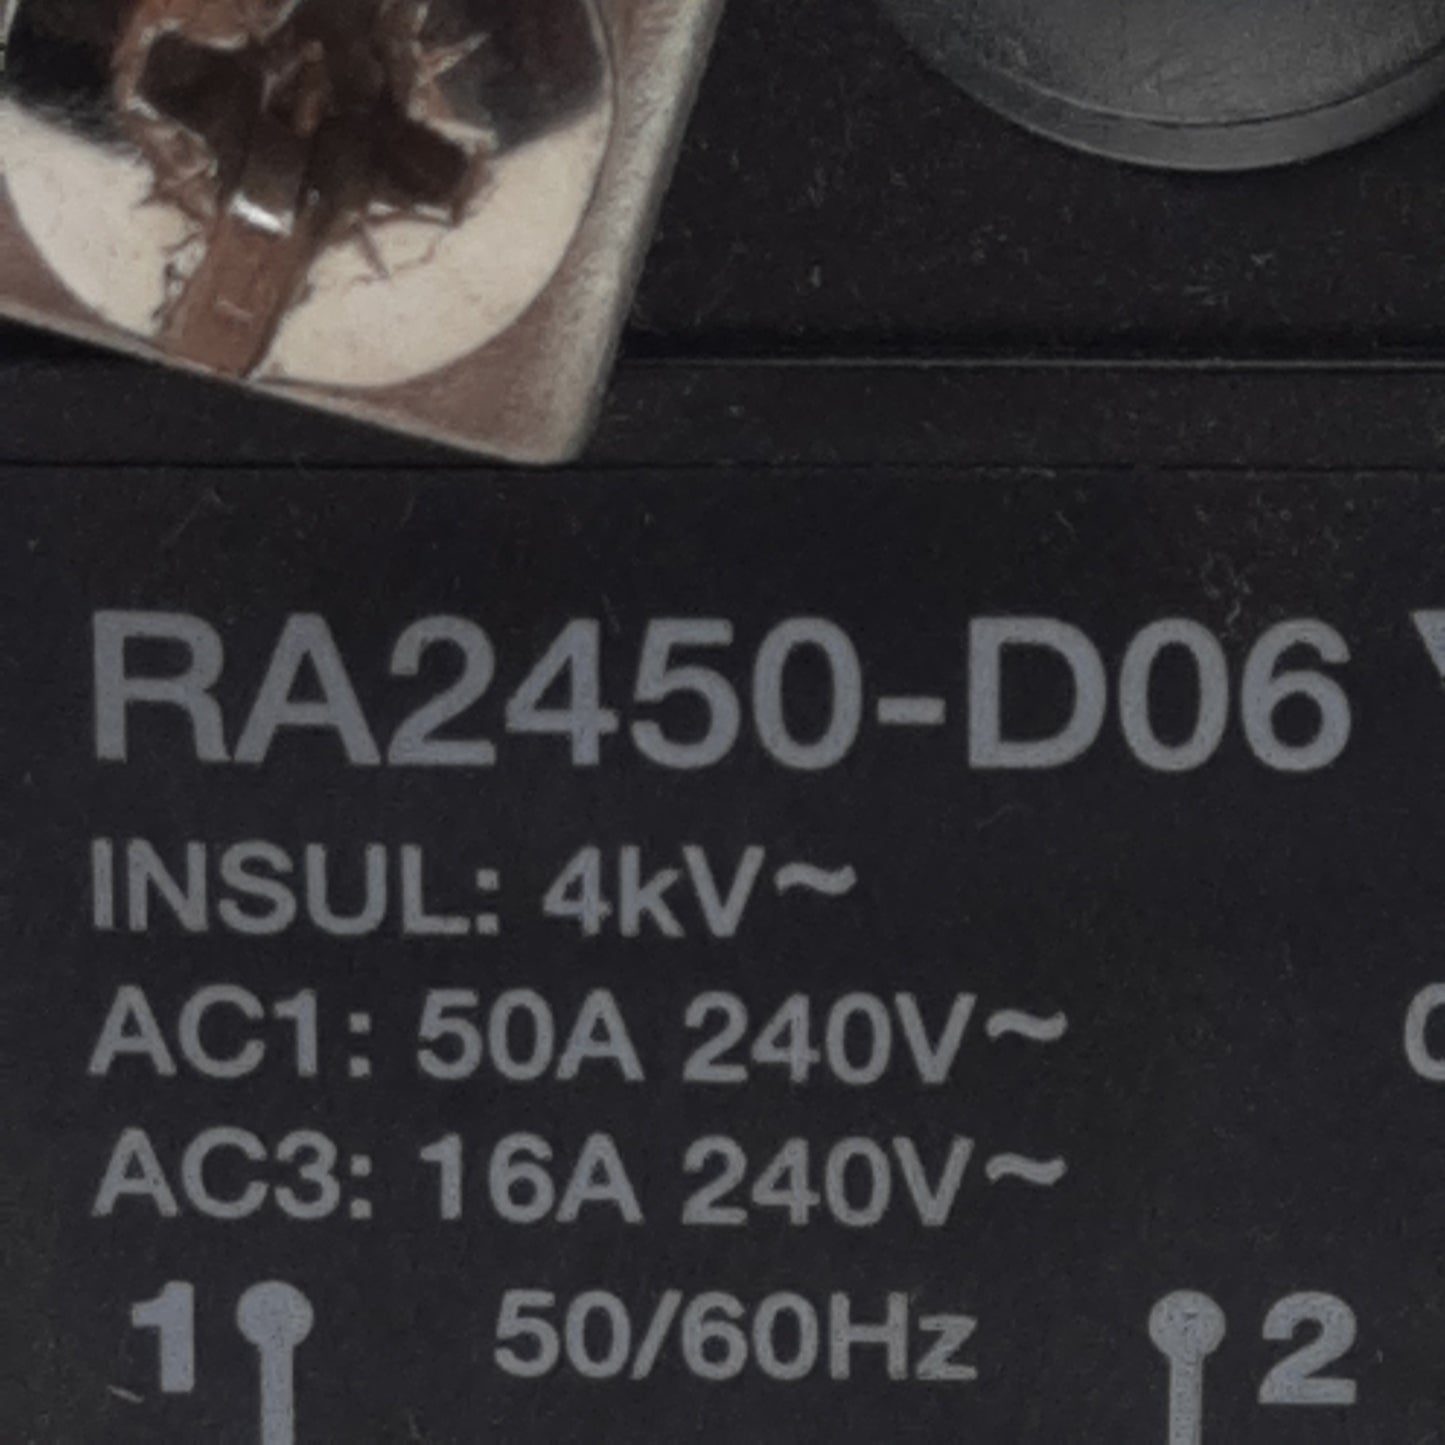 RA2450-D06
INSUL: 4kV~
AC1: 50A 240V~
AC3: 16A 240V~
1 50/60Hz 2